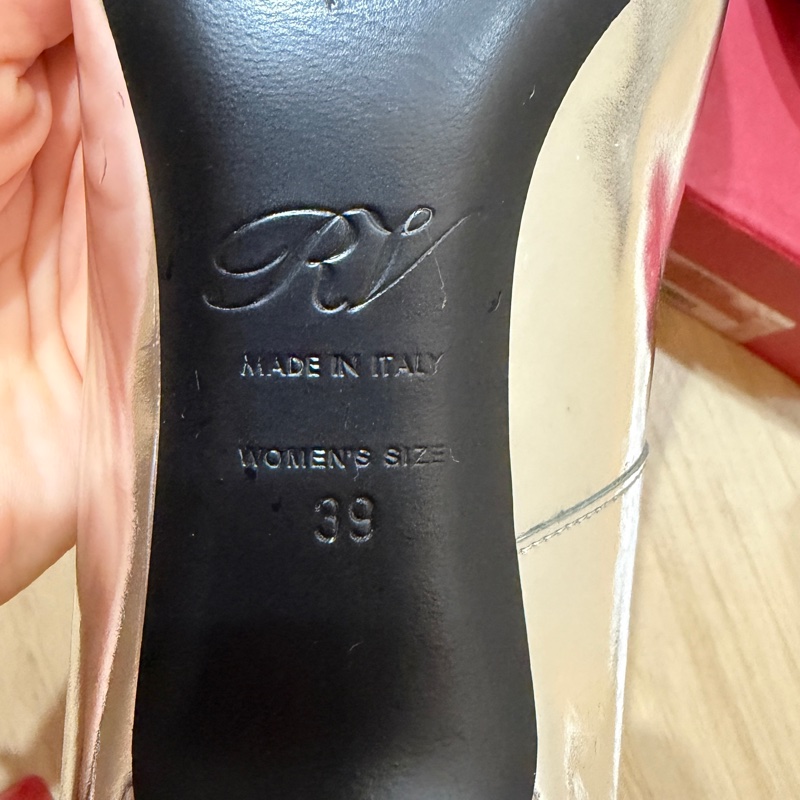 RV
MADE IN ITALY
WOMEN'S SIZE
39